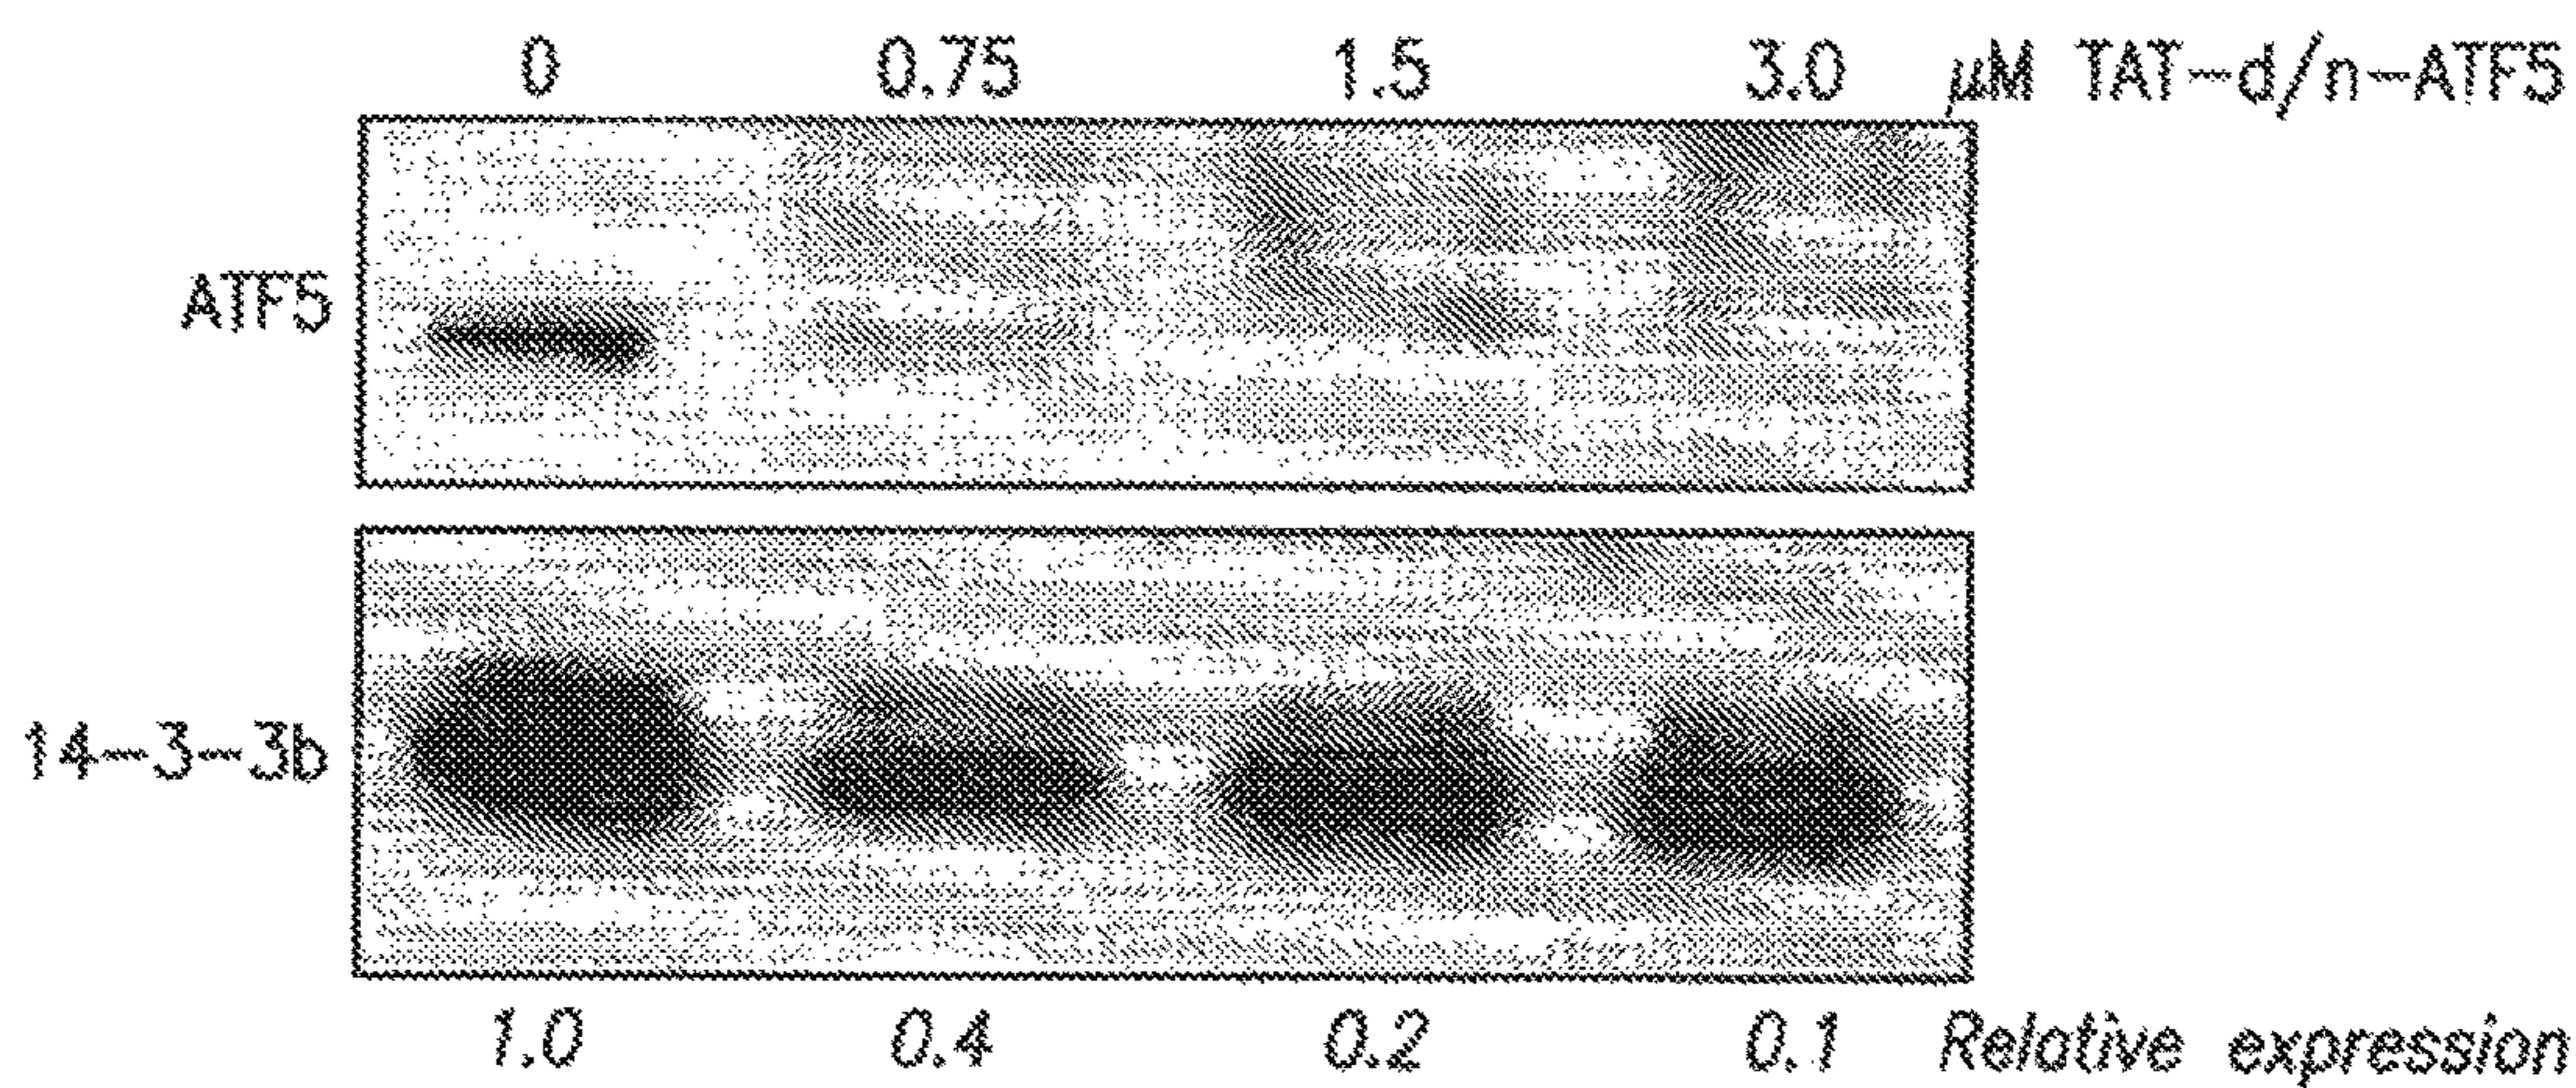 0 0.75 1.5 3.0 μM TAT-d/n-ATF5
ATF5
14-3-3b
1.0 0.4 0.2 0.1 Relative expression